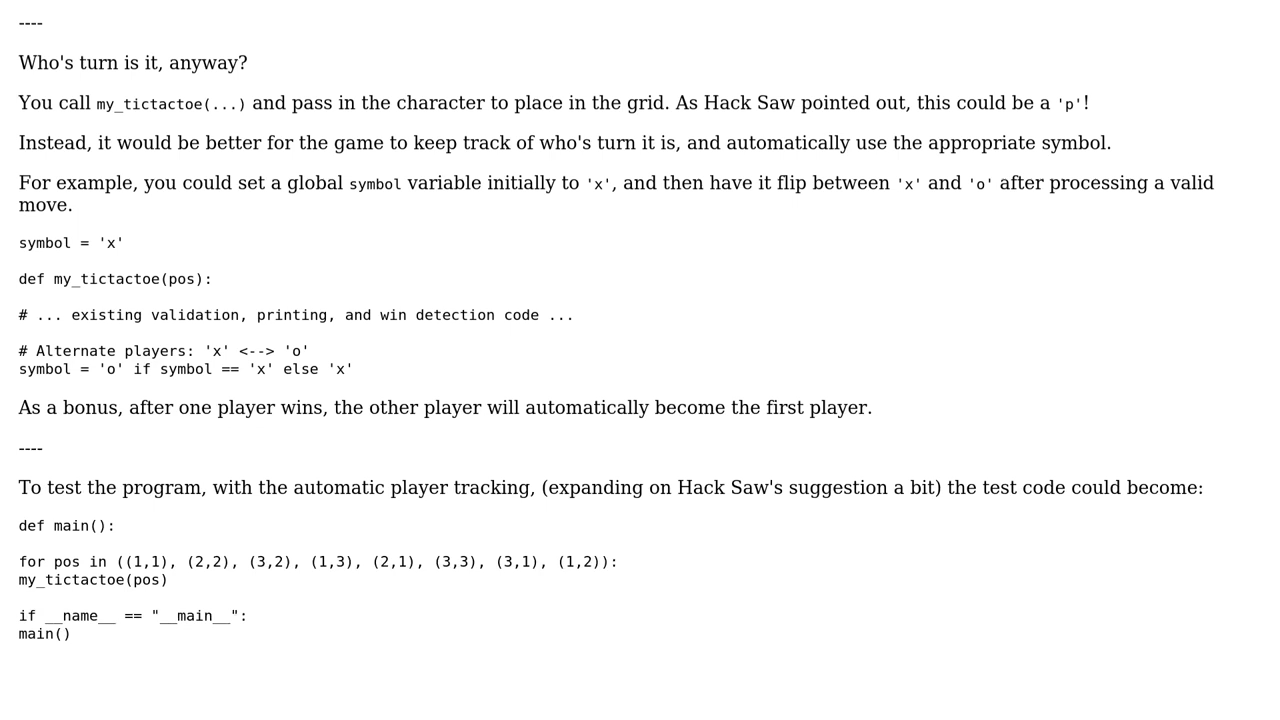 ----
Who's turn is it, anyway?
You call my_tictactoe(...) and pass in the character to place in the grid. As Hack Saw pointed out, this could be a 'p'!
Instead, it would be better for the game to keep track of who's turn it is, and automatically use the appropriate symbol.
For example, you could set a global symbol variable initially to 'x', and then have it flip between 'x' and 'o' after processing a valid
move.
symbol = 'x'
def my_tictactoe(pos):
# ... existing validation, printing, and win detection code ...
# Alternate players: 'x' <--> 'o'
symbol = 'o' if symbol == 'x' else 'x'
As a bonus, after one player wins, the other player will automatically become the first player.
----
To test the program, with the automatic player tracking, (expanding on Hack Saw's suggestion a bit) the test code could become:
def main():
for pos in ((1,1), (2,2), (3,2), (1,3), (2,1), (3,3), (3,1), (1,2)):
my_tictactoe(pos)
if __name__ == "__main__":
main()